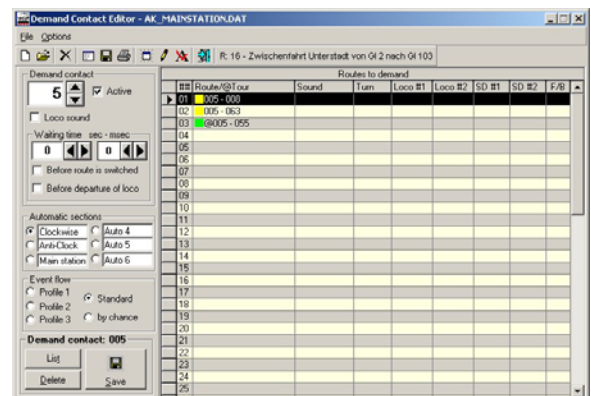 Demand Contact Editor - AK_MAINSTATION.DAT
File Options
R: 16 - Zwischenfahrt Unterstadt von Gl 2 nach Gl 103
Demand contact
5
Active
Loco sound
Waiting time sec - msec
0 0
Before route is switched
Before departure of loco
Automatic sections
Clockwise Auto 4
Anti-Clock. Auto 5
Main station Auto 6
Event flow
Profile 1
Profile 2
Profile 3
Standard
by chance
Demand contact: 005
List
Delete Save
Routes to demand
## Route/@Tour Sound Turn Loco #1 Loco #2 SD #1 SD #2 F/B
01 005 - 008
02 005 - 063
03 @005 - 055
04
05
06
07
08
09
10
11
12
13
14
15
16
17
18
19
20
21
22
23
24
25